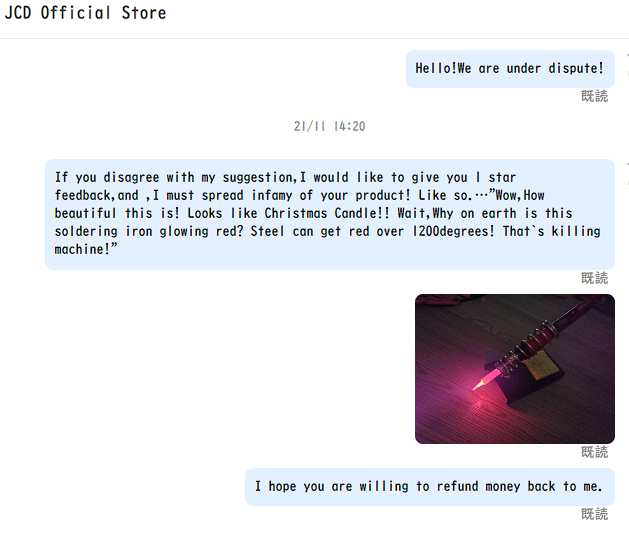 JCD Official Store
Hello!We are under dispute!
既読
21/11 14:20
If you disagree with my suggestion,I would like to give you 1 star
feedback,and ,I must spread infamy of your product! Like so.…”Wow,How
beautiful this is! Looks like Christmas Candle!! Wait,Why on earth is this
soldering iron glowing red? Steel can get red over 1200degrees! That`s killing
machine!”
既読
既読
I hope you are willing to refund money back to me.
既読